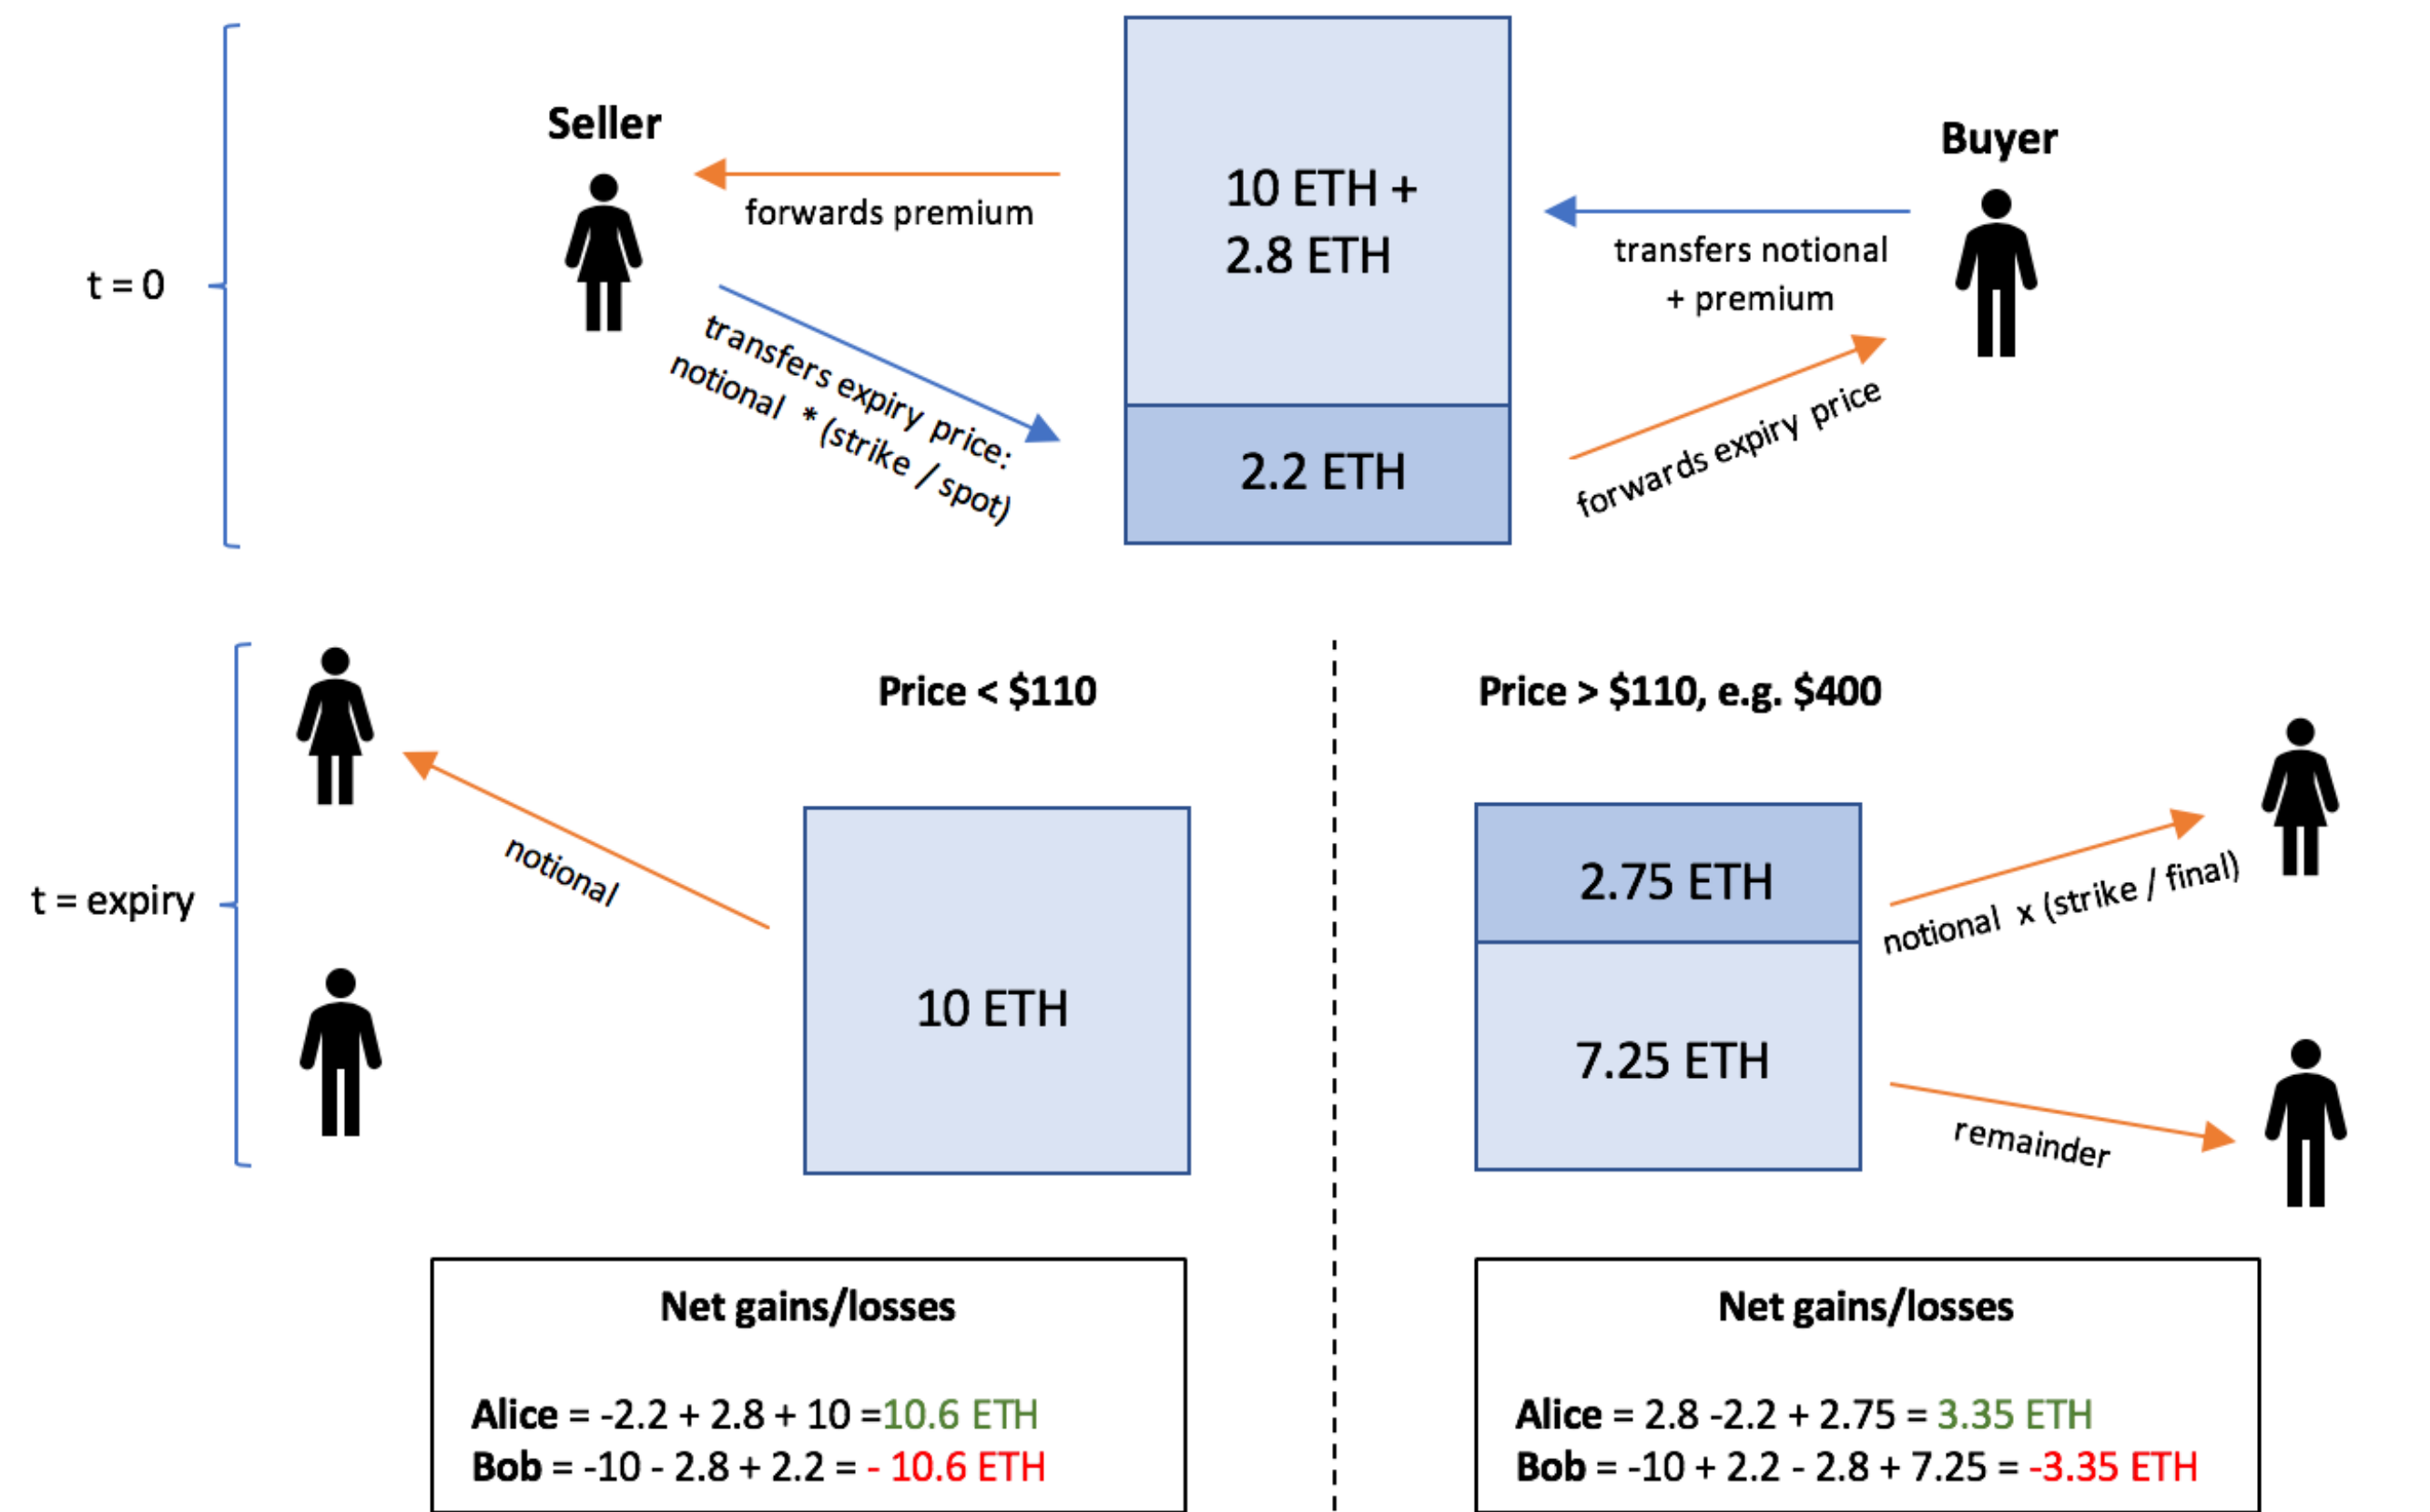 Seller
Buyer
forwards premium
10 ETH +
2.8 ETH
transfers notional
+ premium
t = 0
transfers expiry price:
notional * (strike / spot)
2.2 ETH
forwards expiry price
Price < $110
Price > $110, e.g. $400
notional
2.75 ETH
notional x (strike / final)
t = expiry
10 ETH
7.25 ETH
remainder
Net gains/losses
Alice = -2.2 + 2.8 + 10 =10.6 ETH
Bob = -10 - 2.8 + 2.2 = - 10.6 ETH
Net gains/losses
Alice = 2.8 -2.2 + 2.75 = 3.35 ETH
Bob = -10 + 2.2 - 2.8 + 7.25 = -3.35 ETH